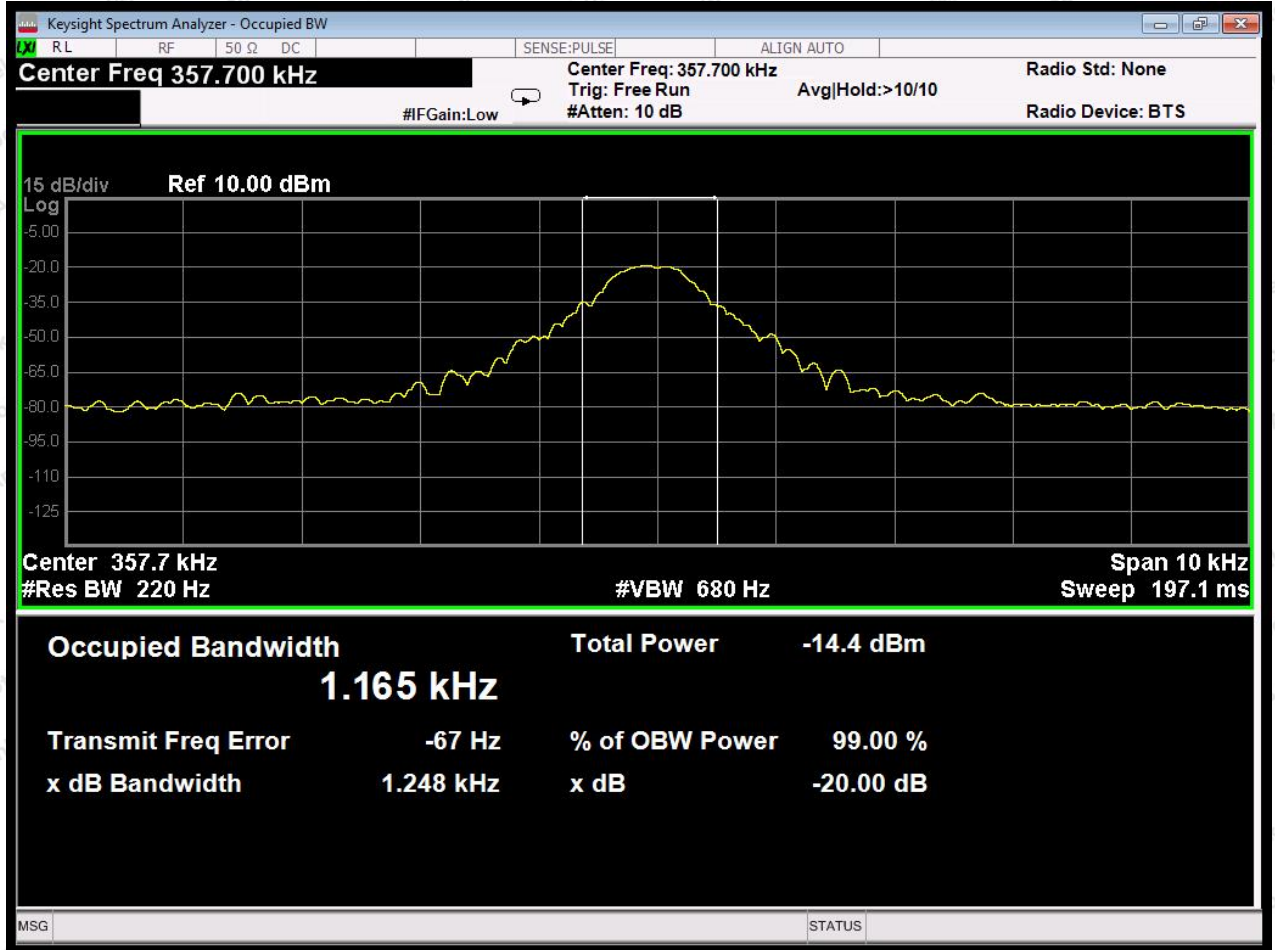 Keysight Spectrum Analyzer - Occupied BW
LXI RL RF 50 Ω DC SENSE:PULSE ALIGN AUTO
Center Freq 357.700 kHz Center Freq: 357.700 kHz Radio Std: None
Trig: Free Run Avg|Hold:>10/10
#IFGain:Low #Atten: 10 dB Radio Device: BTS
15 dB/div Ref 10.00 dBm
Log
-5.00
-20.0
-35.0
-50.0
-65.0
-80.0
-95.0
-110
-125
Center 357.7 kHz Span 10 kHz
#Res BW 220 Hz #VBW 680 Hz Sweep 197.1 ms
Occupied Bandwidth Total Power -14.4 dBm
1.165 kHz
Transmit Freq Error -67 Hz % of OBW Power 99.00 %
x dB Bandwidth 1.248 kHz x dB -20.00 dB
MSG STATUS